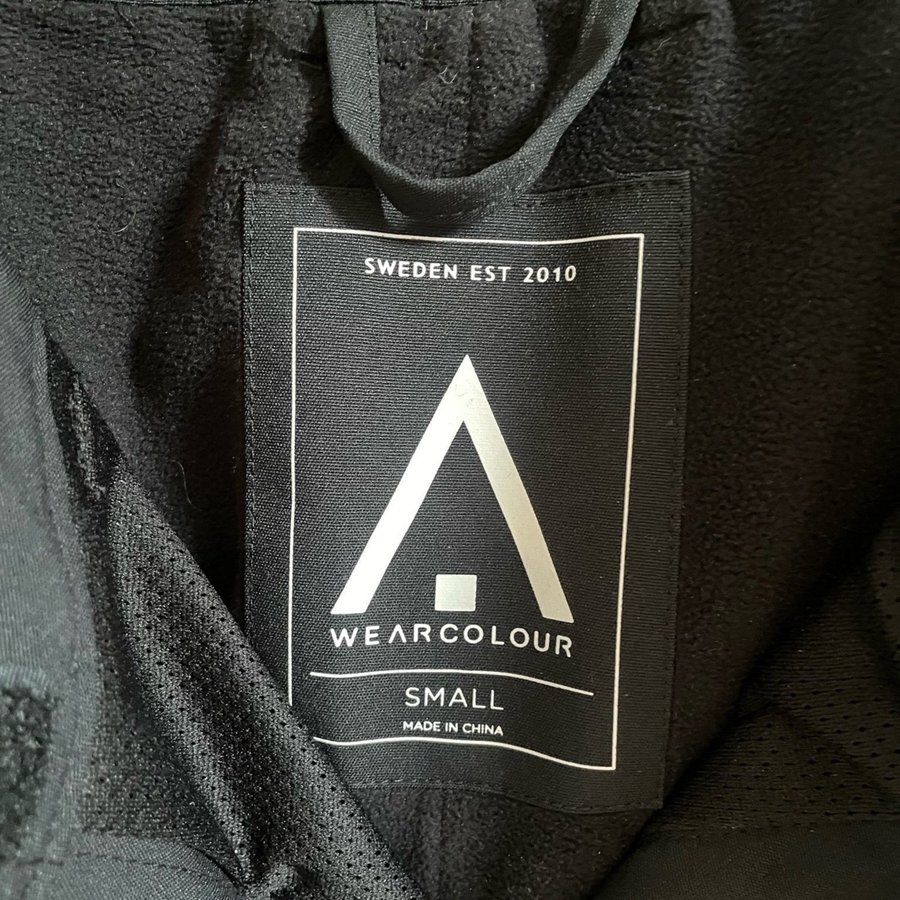 SWEDEN EST 2010
WEARCOLOUR
SMALL
MADE IN CHINA